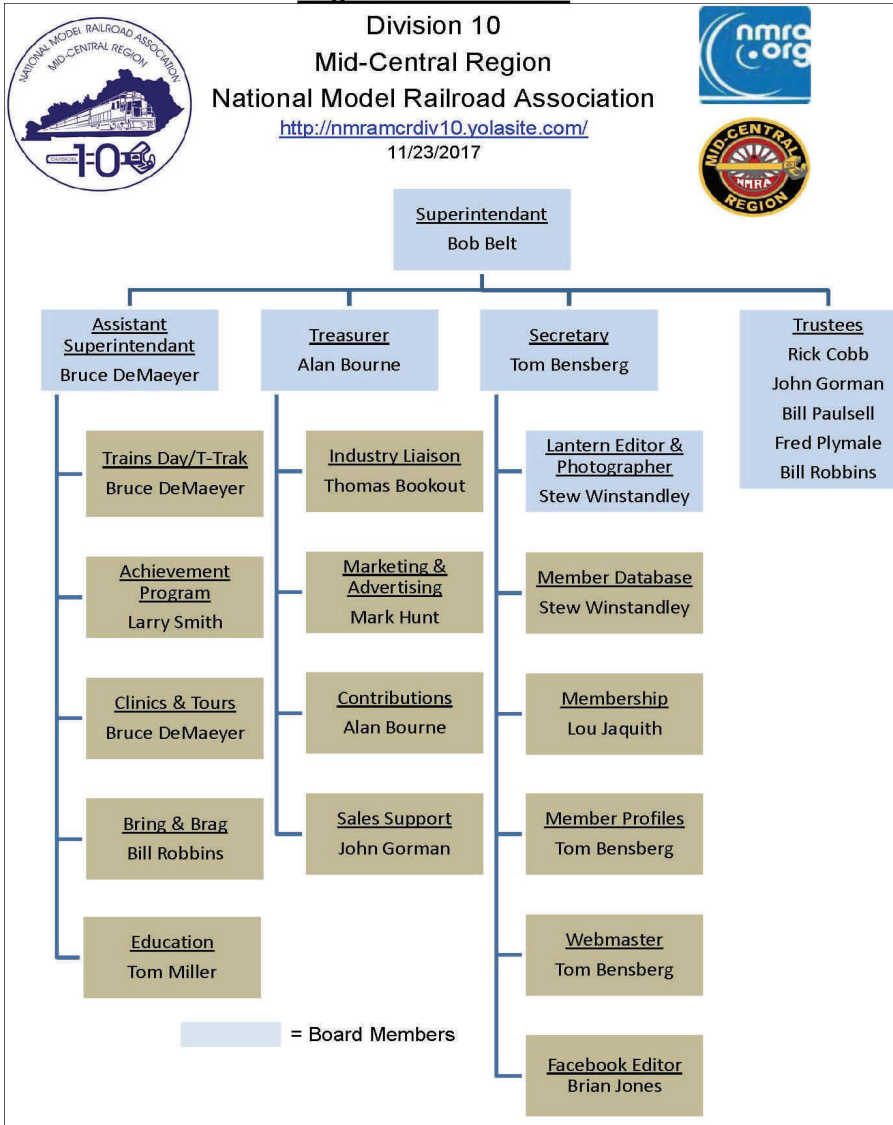 Division 10
Mid-Central Region
National Model Railroad Association
http://nmramcrdiv10.yolasite.com/
11/23/2017
NATIONAL MODEL RAILROAD ASSOCIATION
MID-CENTRAL REGION
DIVISION
10
nmra
.org
MID-CENTRAL
NMRA
REGION
Superintendant
Bob Belt
Assistant
Superintendant
Bruce DeMaeyer
Treasurer
Alan Bourne
Secretary
Tom Bensberg
Trustees
Rick Cobb
John Gorman
Bill Paulsell
Fred Plymale
Bill Robbins
Trains Day/T-Trak
Bruce DeMaeyer
Achievement
Program
Larry Smith
Clinics & Tours
Bruce DeMaeyer
Bring & Brag
Bill Robbins
Education
Tom Miller
Industry Liaison
Thomas Bookout
Marketing &
Advertising
Mark Hunt
Contributions
Alan Bourne
Sales Support
John Gorman
Lantern Editor &
Photographer
Stew Winstandley
Member Database
Stew Winstandley
Membership
Lou Jaquith
Member Profiles
Tom Bensberg
Webmaster
Tom Bensberg
Facebook Editor
Brian Jones
= Board Members